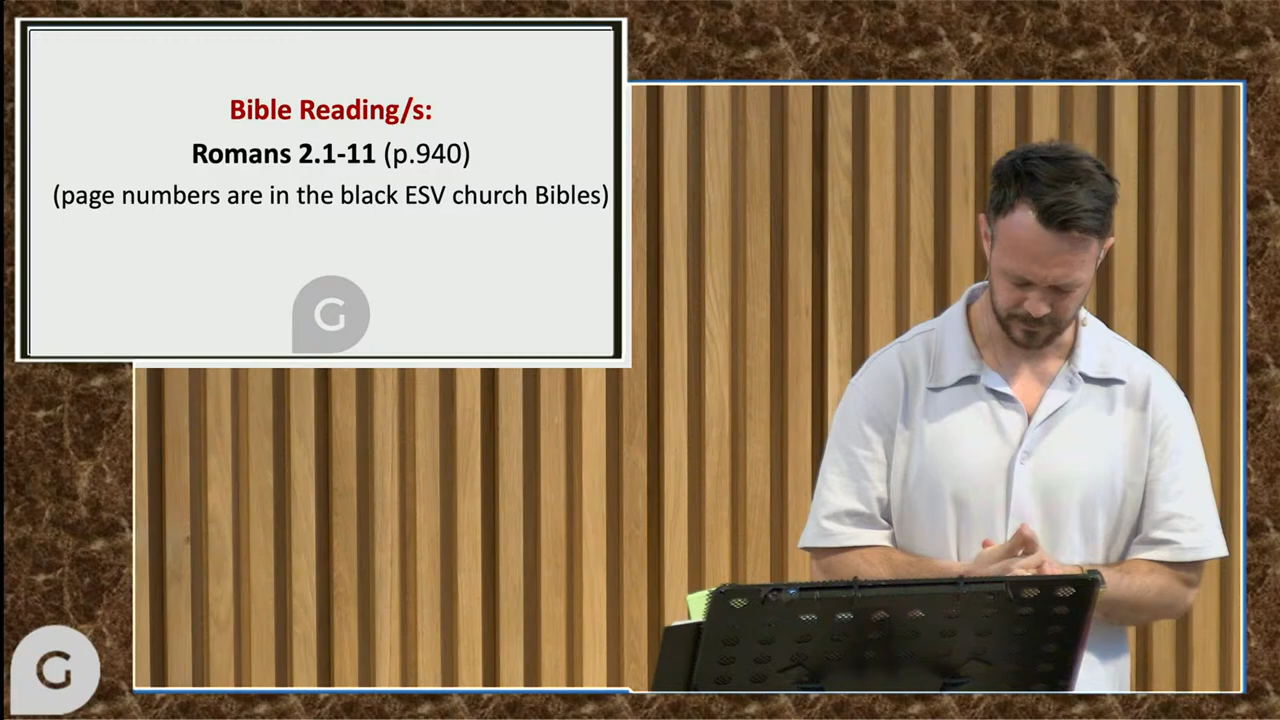 Bible Reading/s:
Romans 2.1-11 (p.940)
(page numbers are in the black ESV church Bibles)
G
G